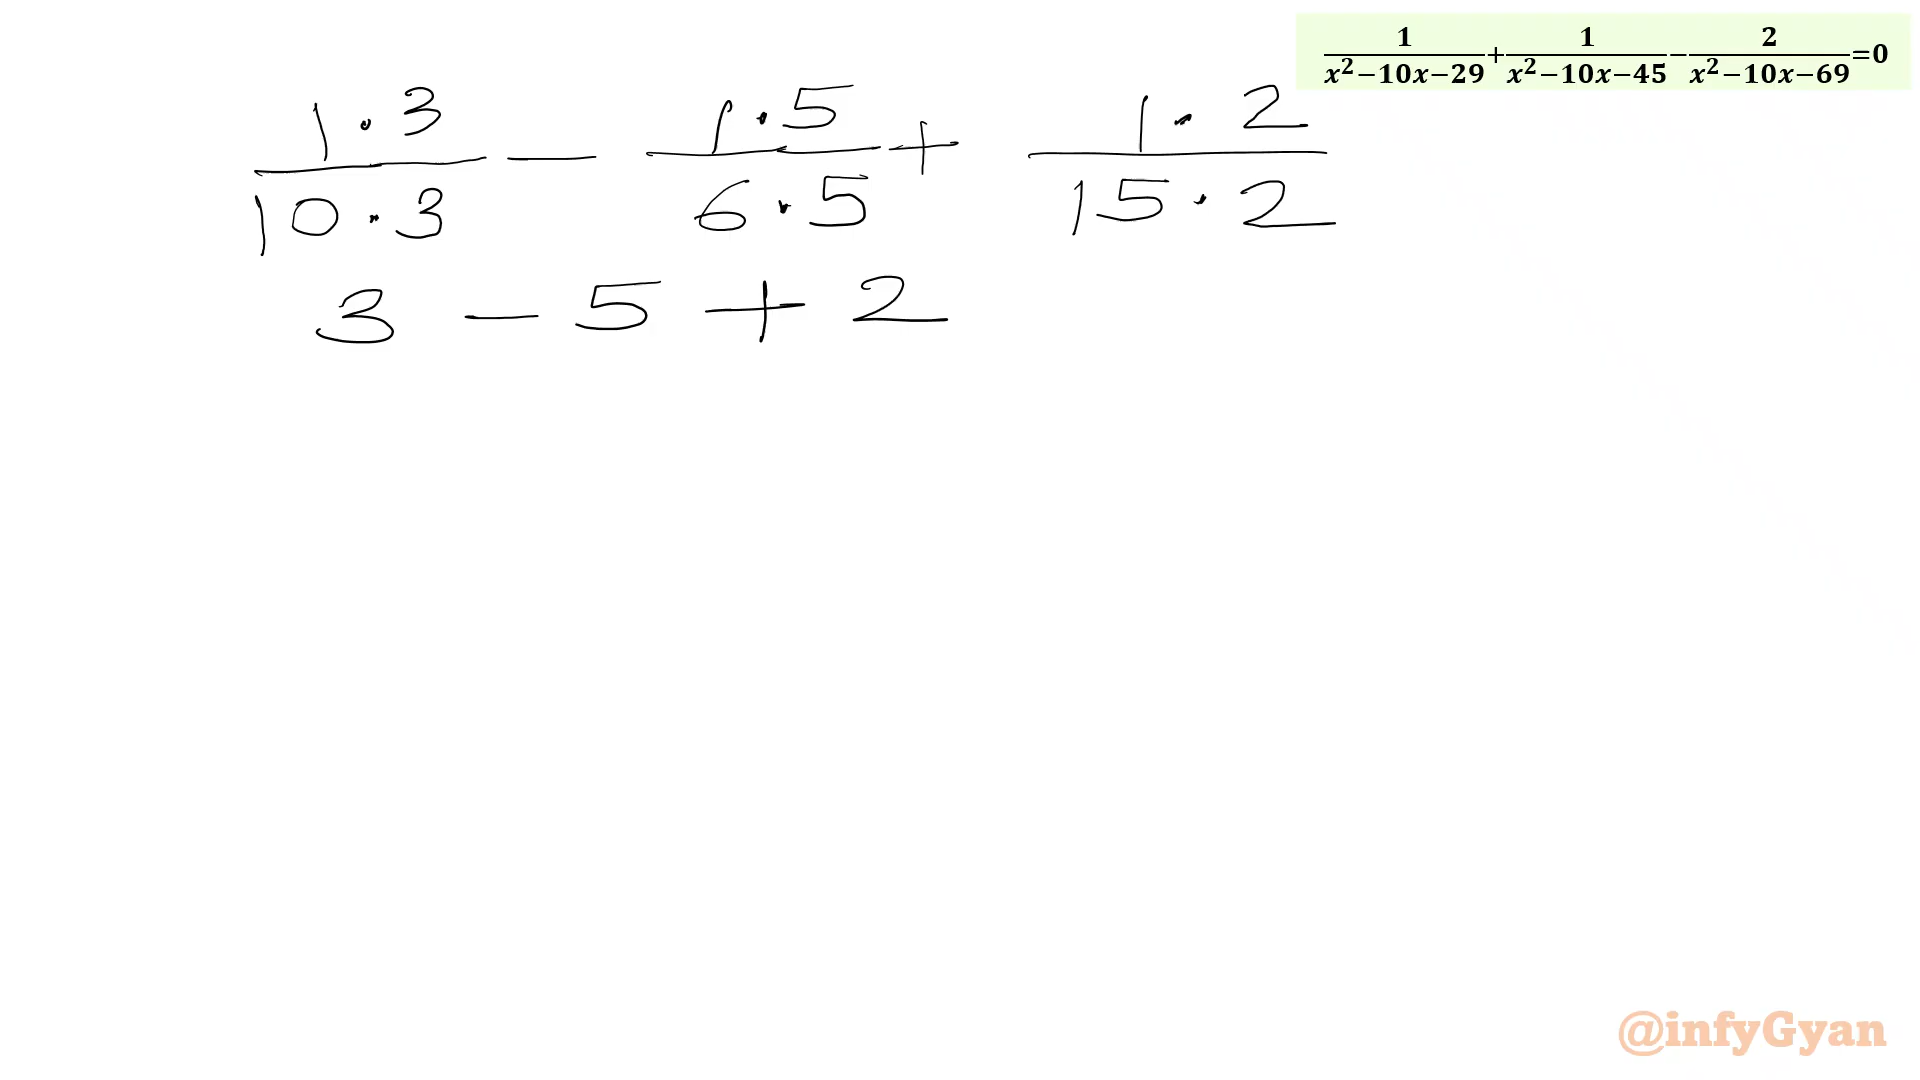 1/(x²−10x−29)+1/(x²−10x−45)−2/(x²−10x−69)=0
1·3/10·3 − 1·5/6·5 + 1·2/15·2
3 − 5 + 2
@infyGyan